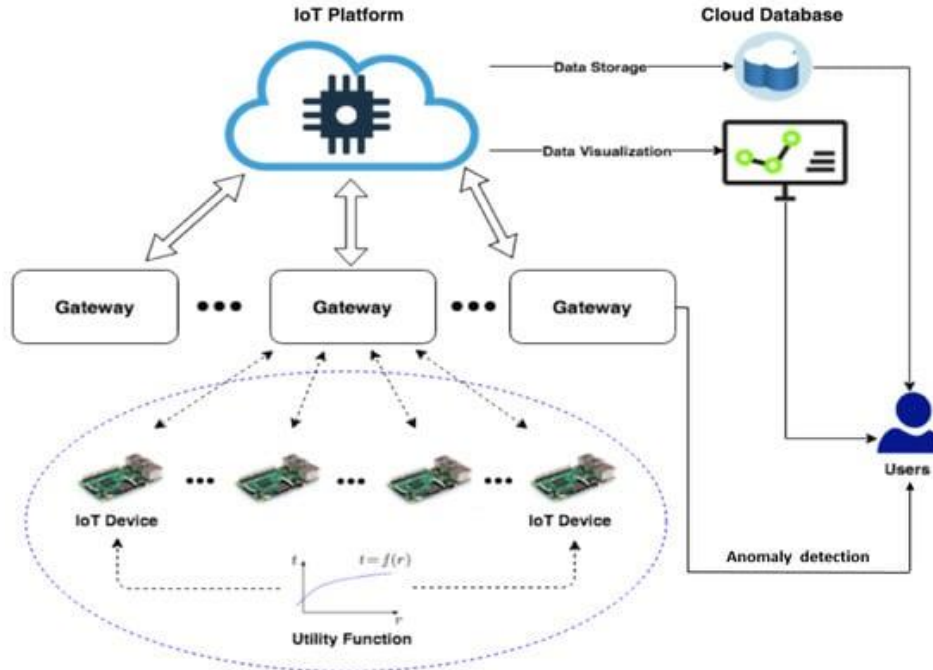 IoT Platform
Cloud Database
Data Storage
Data Visualization
Gateway
Gateway
Gateway
Users
IoT Device
IoT Device
Anomaly detection
t
t=f(r)
r
Utility Function